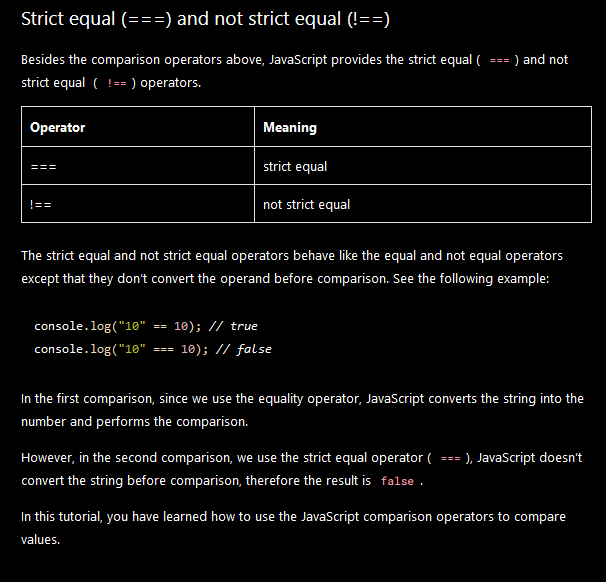 Strict equal (===) and not strict equal (!==)
Besides the comparison operators above, JavaScript provides the strict equal ( === ) and not
strict equal ( !== ) operators.
Operator Meaning
=== strict equal
!== not strict equal
The strict equal and not strict equal operators behave like the equal and not equal operators
except that they don't convert the operand before comparison. See the following example:
console.log("10" == 10); // true
console.log("10" === 10); // false
In the first comparison, since we use the equality operator, JavaScript converts the string into the
number and performs the comparison.
However, in the second comparison, we use the strict equal operator ( === ), JavaScript doesn't
convert the string before comparison, therefore the result is false .
In this tutorial, you have learned how to use the JavaScript comparison operators to compare
values.